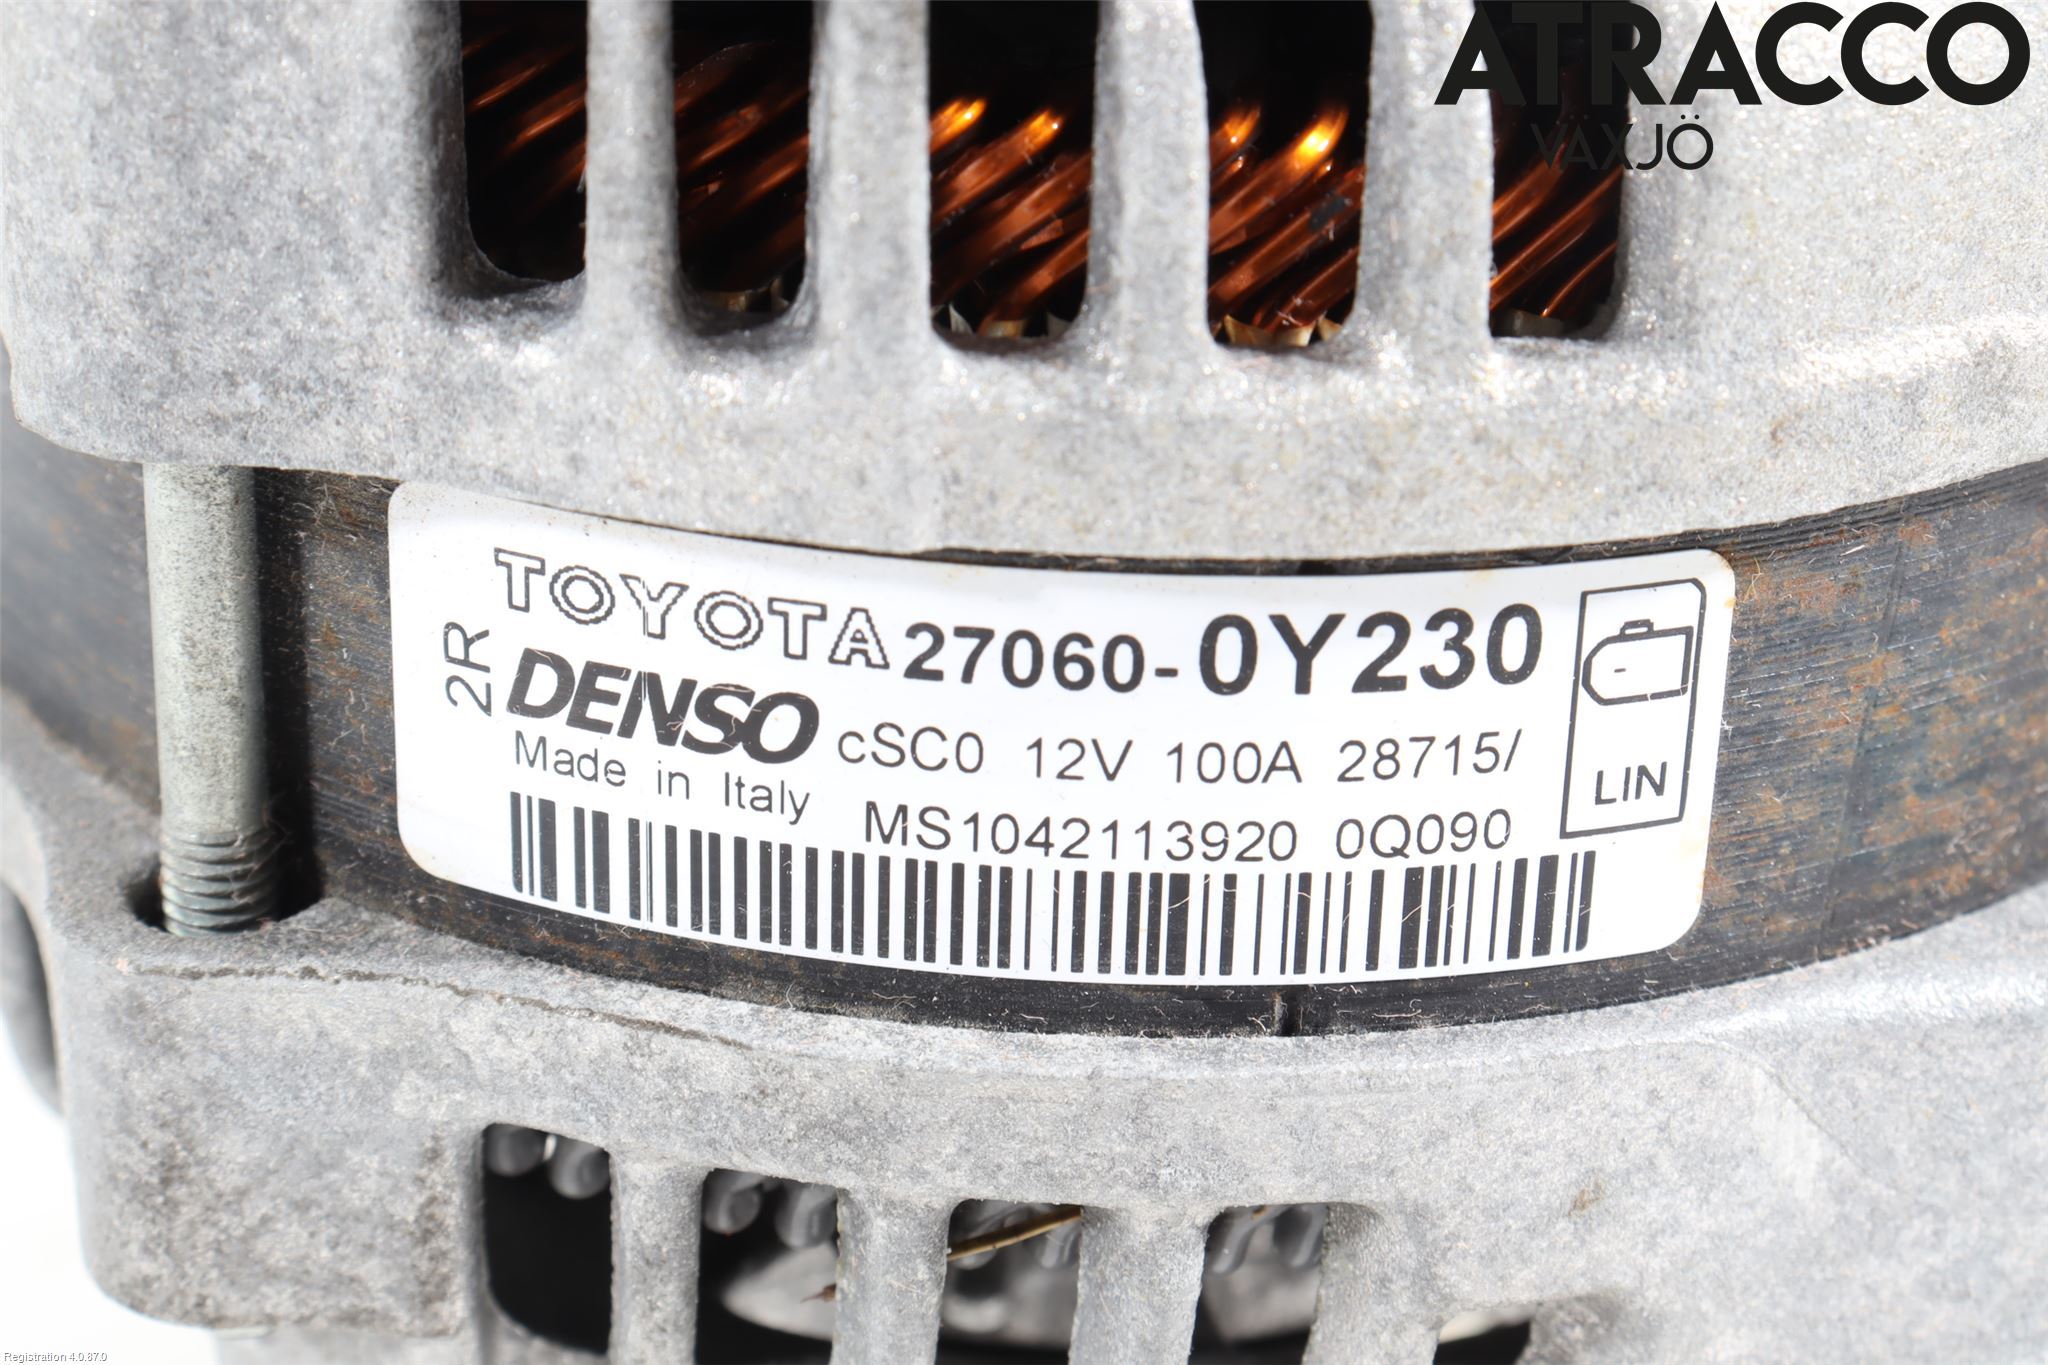 ATRACCO
VÄXJÖ
TOYOTA 27060-0Y230
2R
DENSO cSC0 12V 100A 28715/
Made in Italy MS1042113920 0Q090
LIN
Registration 4.0.87.0